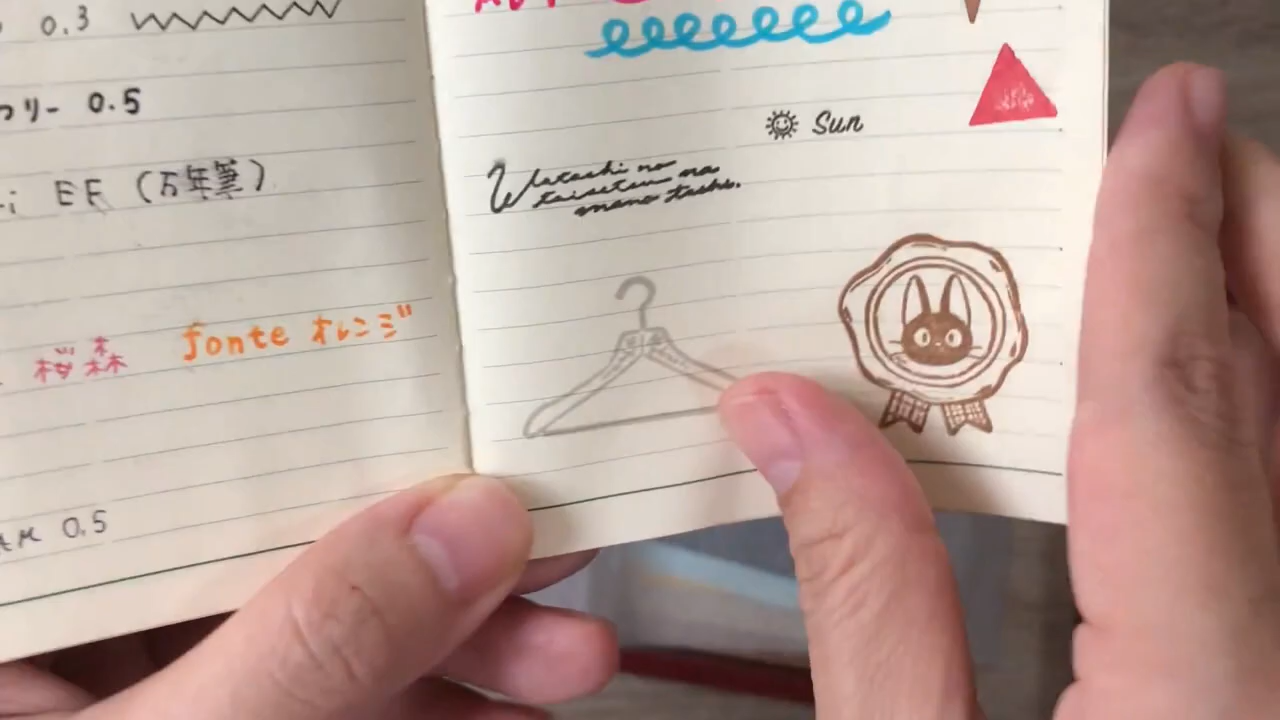 0.3
フリー 0.5
EF (万年筆)
桜森 fonte オレンジ
0.5
Sun
Watashi no
taisetsu na
mono tachi.